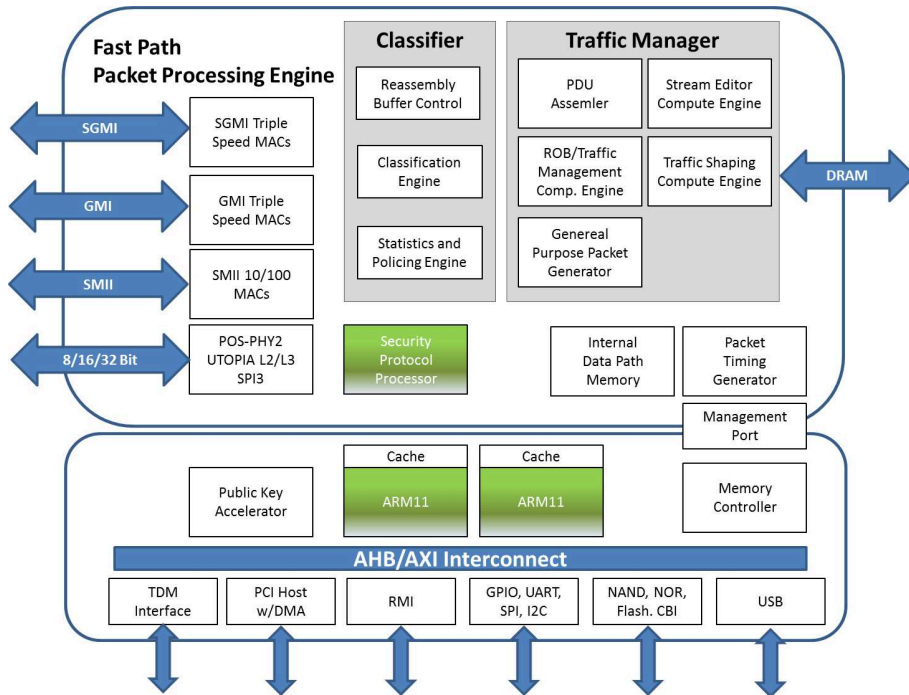 Fast Path
Packet Processing Engine
Classifier
Traffic Manager
Reassembly
Buffer Control
Classification
Engine
Statistics and
Policing Engine
PDU
Assemler
Stream Editor
Compute Engine
ROB/Traffic
Management
Comp. Engine
Traffic Shaping
Compute Engine
Genereal
Purpose Packet
Generator
SGMI
SGMI Triple
Speed MACs
GMI
GMI Triple
Speed MACs
SMII
SMII 10/100
MACs
8/16/32 Bit
POS-PHY2
UTOPIA L2/L3
SPI3
DRAM
Security
Protocol
Processor
Internal
Data Path
Memory
Packet
Timing
Generator
Management
Port
Public Key
Accelerator
Cache
ARM11
Cache
ARM11
Memory
Controller
AHB/AXI Interconnect
TDM
Interface
PCI Host
w/DMA
RMI
GPIO, UART,
SPI, I2C
NAND, NOR,
Flash. CBI
USB